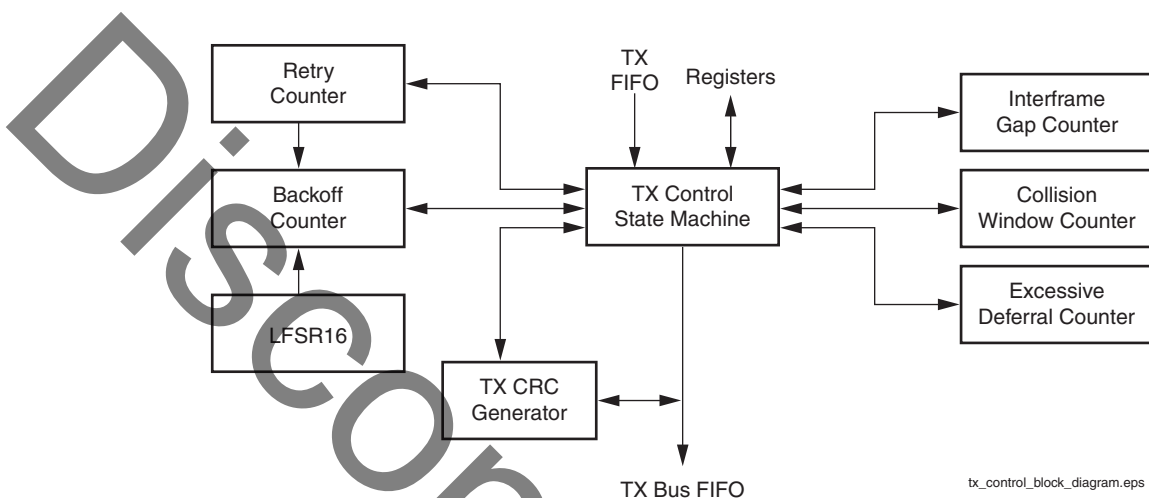 TX
FIFO
Registers
Retry
Counter
Interframe
Gap Counter
Backoff
Counter
TX Control
State Machine
Collision
Window Counter
LFSR16
Excessive
Deferral Counter
TX CRC
Generator
TX Bus FIFO
tx_control_block_diagram.eps
Discon